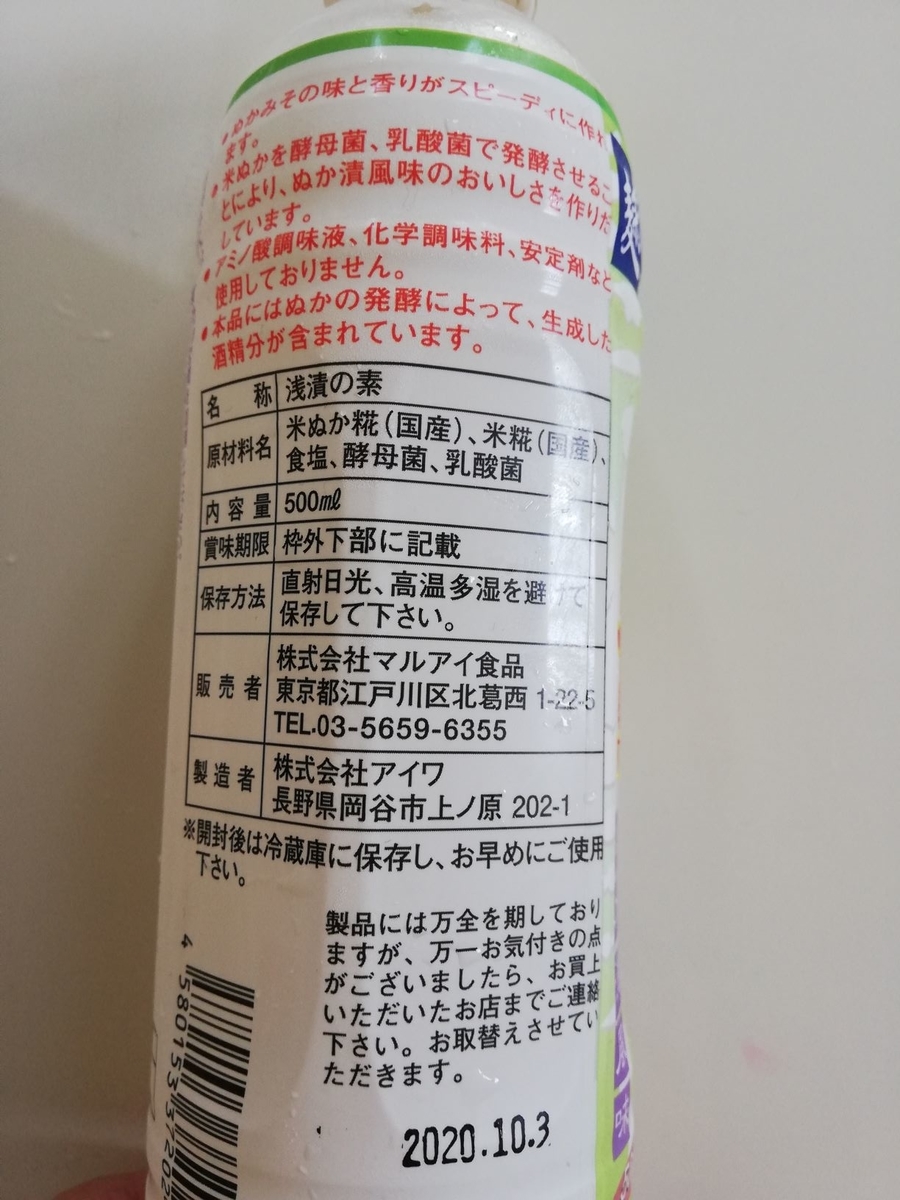 ●ぬかみその味と香りがスピーディに作れ
ます。
●米ぬかを酵母菌、乳酸菌で発酵させるこ
とにより、ぬか漬風味のおいしさを作りだ
しています。
●アミノ酸調味液、化学調味料、安定剤など
使用しておりません。
●本品にはぬかの発酵によって、生成した
酒精分が含まれています。
名称 浅漬の素
原材料名 米ぬか糀(国産)、米糀(国産)、
食塩、酵母菌、乳酸菌
内容量 500㎖
賞味期限 枠外下部に記載
保存方法 直射日光、高温多湿を避けて
保存して下さい。
販売者 株式会社マルアイ食品
東京都江戸川区北葛西 1-22-5
TEL.03-5659-6355
製造者 株式会社アイワ
長野県岡谷市上ノ原 202-1
※開封後は冷蔵庫に保存し、お早めにご使用
下さい。
製品には万全を期しており
ますが、万一お気付きの点
がございましたら、お買上
いただいたお店までご連絡
下さい。お取替えさせてい
ただきます。
4 580153 37202
2020.10.3
味